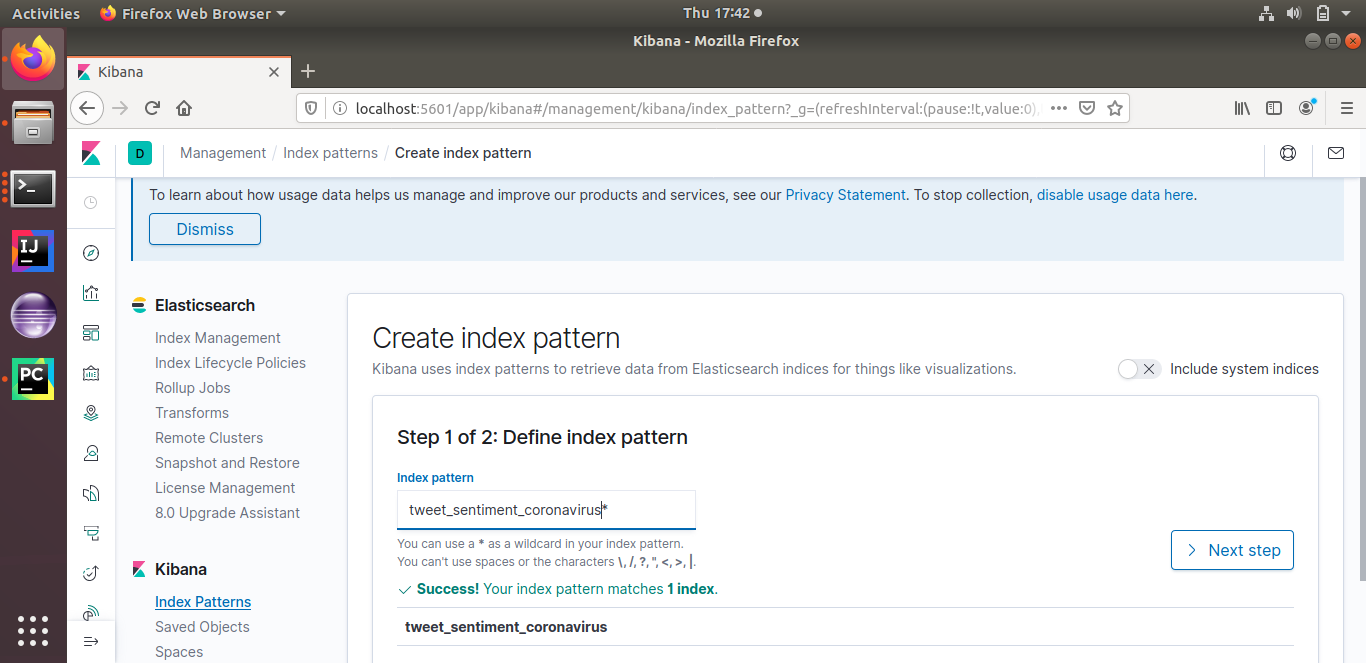 Activities Firefox Web Browser Thu 17:42
Kibana - Mozilla Firefox
Kibana
localhost:5601/app/kibana#/management/kibana/index_pattern?_g=(refreshInterval:(pause:!t,value:0),
D Management / Index patterns / Create index pattern
To learn about how usage data helps us manage and improve our products and services, see our Privacy Statement. To stop collection, disable usage data here.
Dismiss
Elasticsearch
Index Management
Index Lifecycle Policies
Rollup Jobs
Transforms
Remote Clusters
Snapshot and Restore
License Management
8.0 Upgrade Assistant
Kibana
Index Patterns
Saved Objects
Spaces
Create index pattern
Kibana uses index patterns to retrieve data from Elasticsearch indices for things like visualizations.
Include system indices
Step 1 of 2: Define index pattern
Index pattern
tweet_sentiment_coronavirus*
You can use a * as a wildcard in your index pattern.
You can't use spaces or the characters \, /, ?, ", <, >, |.
Next step
Success! Your index pattern matches 1 index.
tweet_sentiment_coronavirus
IJ
PC